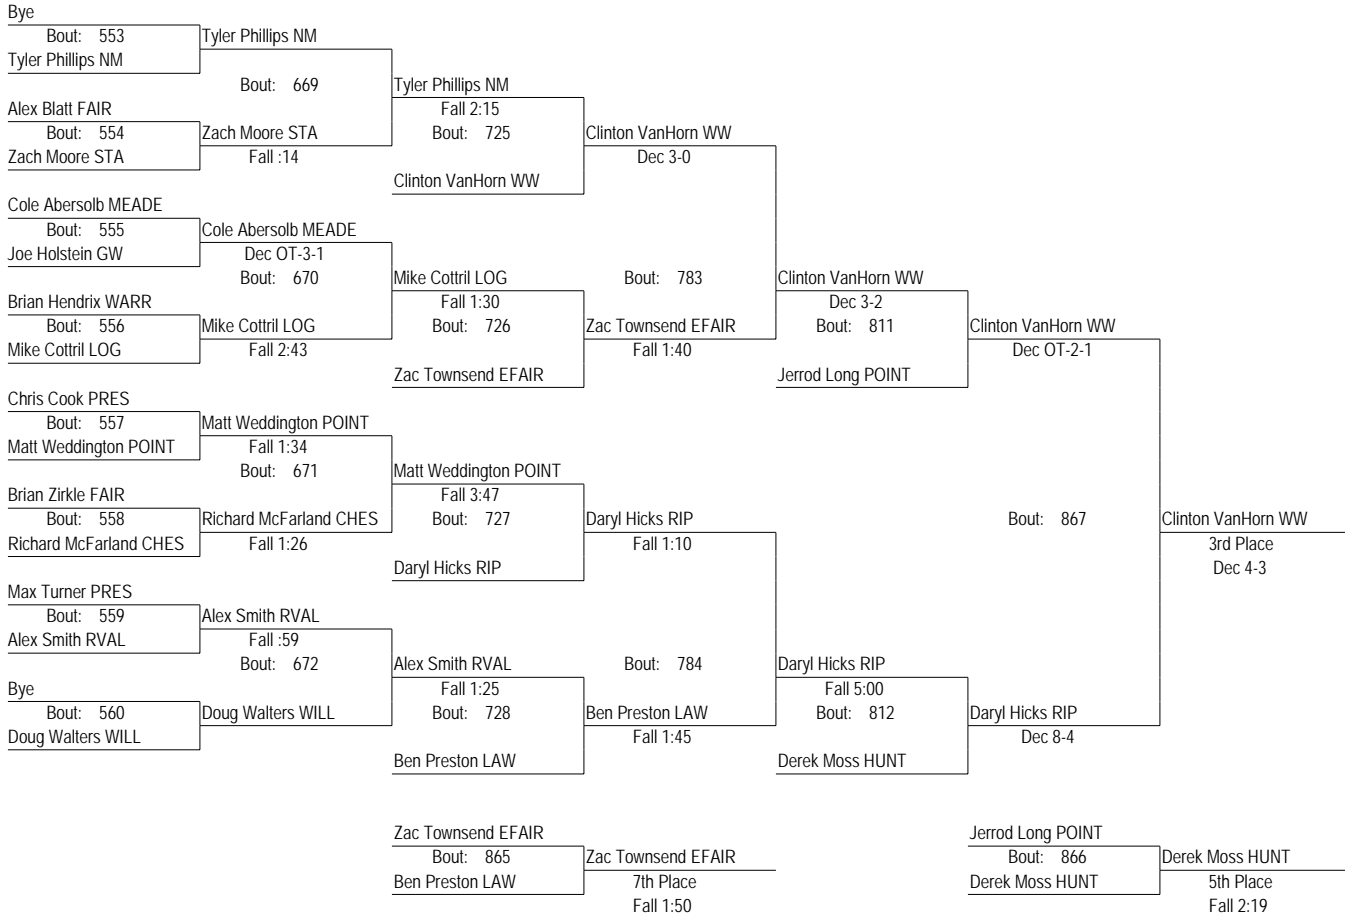 Bye
Bout: 553
Tyler Phillips NM
Tyler Phillips NM
Bout: 669
Tyler Phillips NM
Fall 2:15
Alex Blatt FAIR
Bout: 554
Zach Moore STA
Zach Moore STA
Fall :14
Bout: 725
Clinton VanHorn WW
Dec 3-0
Clinton VanHorn WW
Cole Abersolb MEADE
Bout: 555
Joe Holstein GW
Cole Abersolb MEADE
Dec OT-3-1
Bout: 670
Mike Cottril LOG
Fall 1:30
Bout: 783
Clinton VanHorn WW
Dec 3-2
Brian Hendrix WARR
Bout: 556
Mike Cottril LOG
Mike Cottril LOG
Fall 2:43
Bout: 726
Zac Townsend EFAIR
Fall 1:40
Bout: 811
Clinton VanHorn WW
Dec OT-2-1
Zac Townsend EFAIR
Jerrod Long POINT
Chris Cook PRES
Bout: 557
Matt Weddington POINT
Matt Weddington POINT
Fall 1:34
Bout: 671
Matt Weddington POINT
Fall 3:47
Brian Zirkle FAIR
Bout: 558
Richard McFarland CHES
Richard McFarland CHES
Fall 1:26
Bout: 727
Daryl Hicks RIP
Fall 1:10
Bout: 867
Clinton VanHorn WW
3rd Place
Dec 4-3
Daryl Hicks RIP
Max Turner PRES
Bout: 559
Alex Smith RVAL
Alex Smith RVAL
Fall :59
Bout: 672
Alex Smith RVAL
Fall 1:25
Bout: 784
Daryl Hicks RIP
Fall 5:00
Bye
Bout: 560
Doug Walters WILL
Doug Walters WILL
Bout: 728
Ben Preston LAW
Fall 1:45
Bout: 812
Daryl Hicks RIP
Dec 8-4
Ben Preston LAW
Derek Moss HUNT
Zac Townsend EFAIR
Bout: 865
Ben Preston LAW
Zac Townsend EFAIR
7th Place
Fall 1:50
Jerrod Long POINT
Bout: 866
Derek Moss HUNT
Derek Moss HUNT
5th Place
Fall 2:19